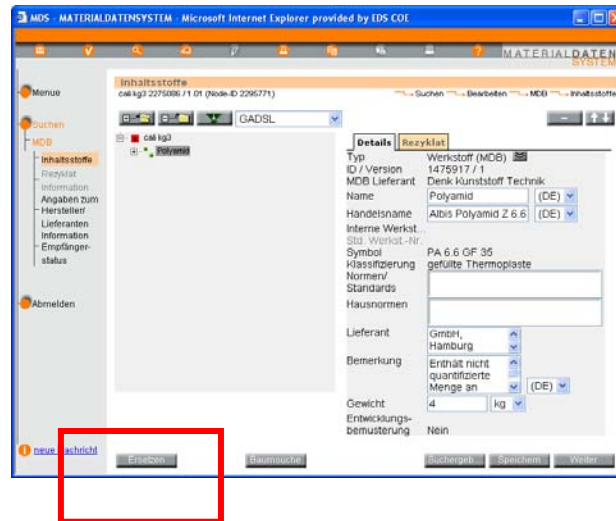 MDS - MATERIALDATENSYSTEM - Microsoft Internet Explorer provided by EDS COE
MATERIALDATEN
SYSTEM
Menue
Suchen
MDB
Inhaltsstoffe
Rezyklat
Information
Angaben zum
Hersteller/
Lieferanten
Information
Empfänger-
status
Abmelden
neue Nachricht
Inhaltsstoffe
cali kg3 2275086 / 1.01 (Node-ID 2295771)
Suchen Bearbeiten MDB Inhaltsstoffe
GADSL
cali kg3
Polyamid
Details Rezyklat
Typ Werkstoff (MDB)
ID / Version 1475917 / 1
MDB Lieferant Denk Kunststoff Technik
Name Polyamid (DE)
Handelsname Albis Polyamid Z 6.6 (DE)
Interne Werkst...
Std. Werkst.-Nr.
Symbol PA 6.6 GF 35
Klassifizierung gefüllte Thermoplaste
Normen/
Standards
Hausnormen
Lieferant GmbH,
Hamburg
Bemerkung Enthält nicht
quantifizierte
Menge an (DE)
Gewicht 4 kg
Entwicklungs-
bemusterung Nein
Ersetzen Baumsuche Suchergeb... Speichern Weiter